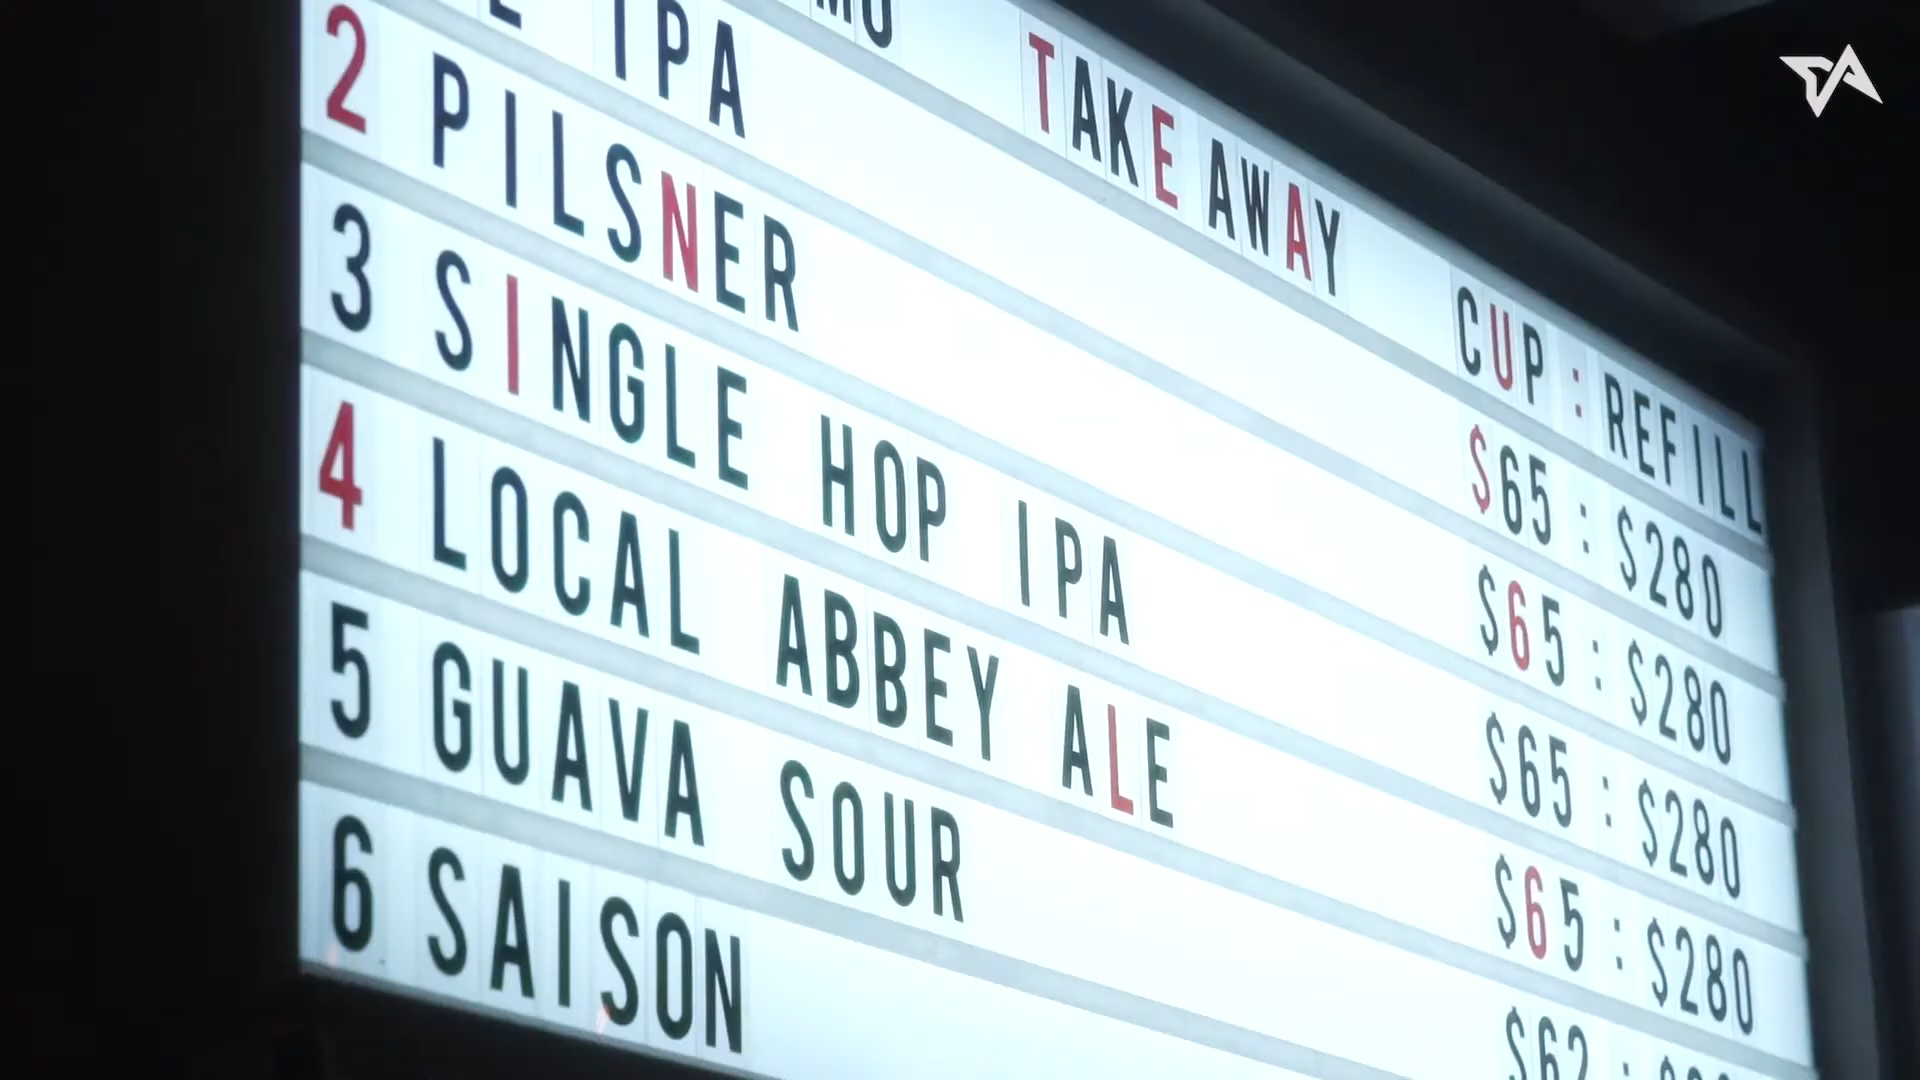 TAKE AWAY CUP : REFILL
IPA $65 : $280
2 PILSNER $65 : $280
3 SINGLE HOP IPA $65 : $280
4 LOCAL ABBEY ALE $65 : $280
5 GUAVA SOUR $62 :
6 SAISON